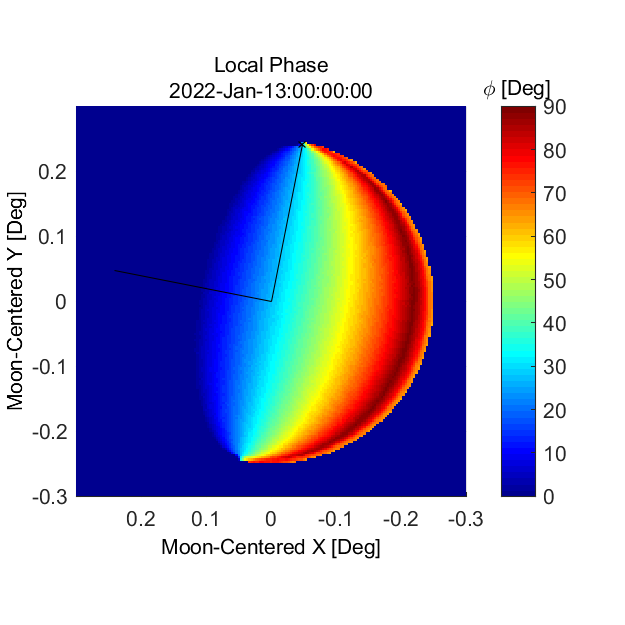 Local Phase
2022-Jan-13:00:00:00:00
ϕ [Deg]
Moon-Centered Y [Deg]
0.2
0.1
0
-0.1
-0.2
-0.3
0.2 0.1 0 -0.1 -0.2 -0.3
Moon-Centered X [Deg]
90
80
70
60
50
40
30
20
10
0